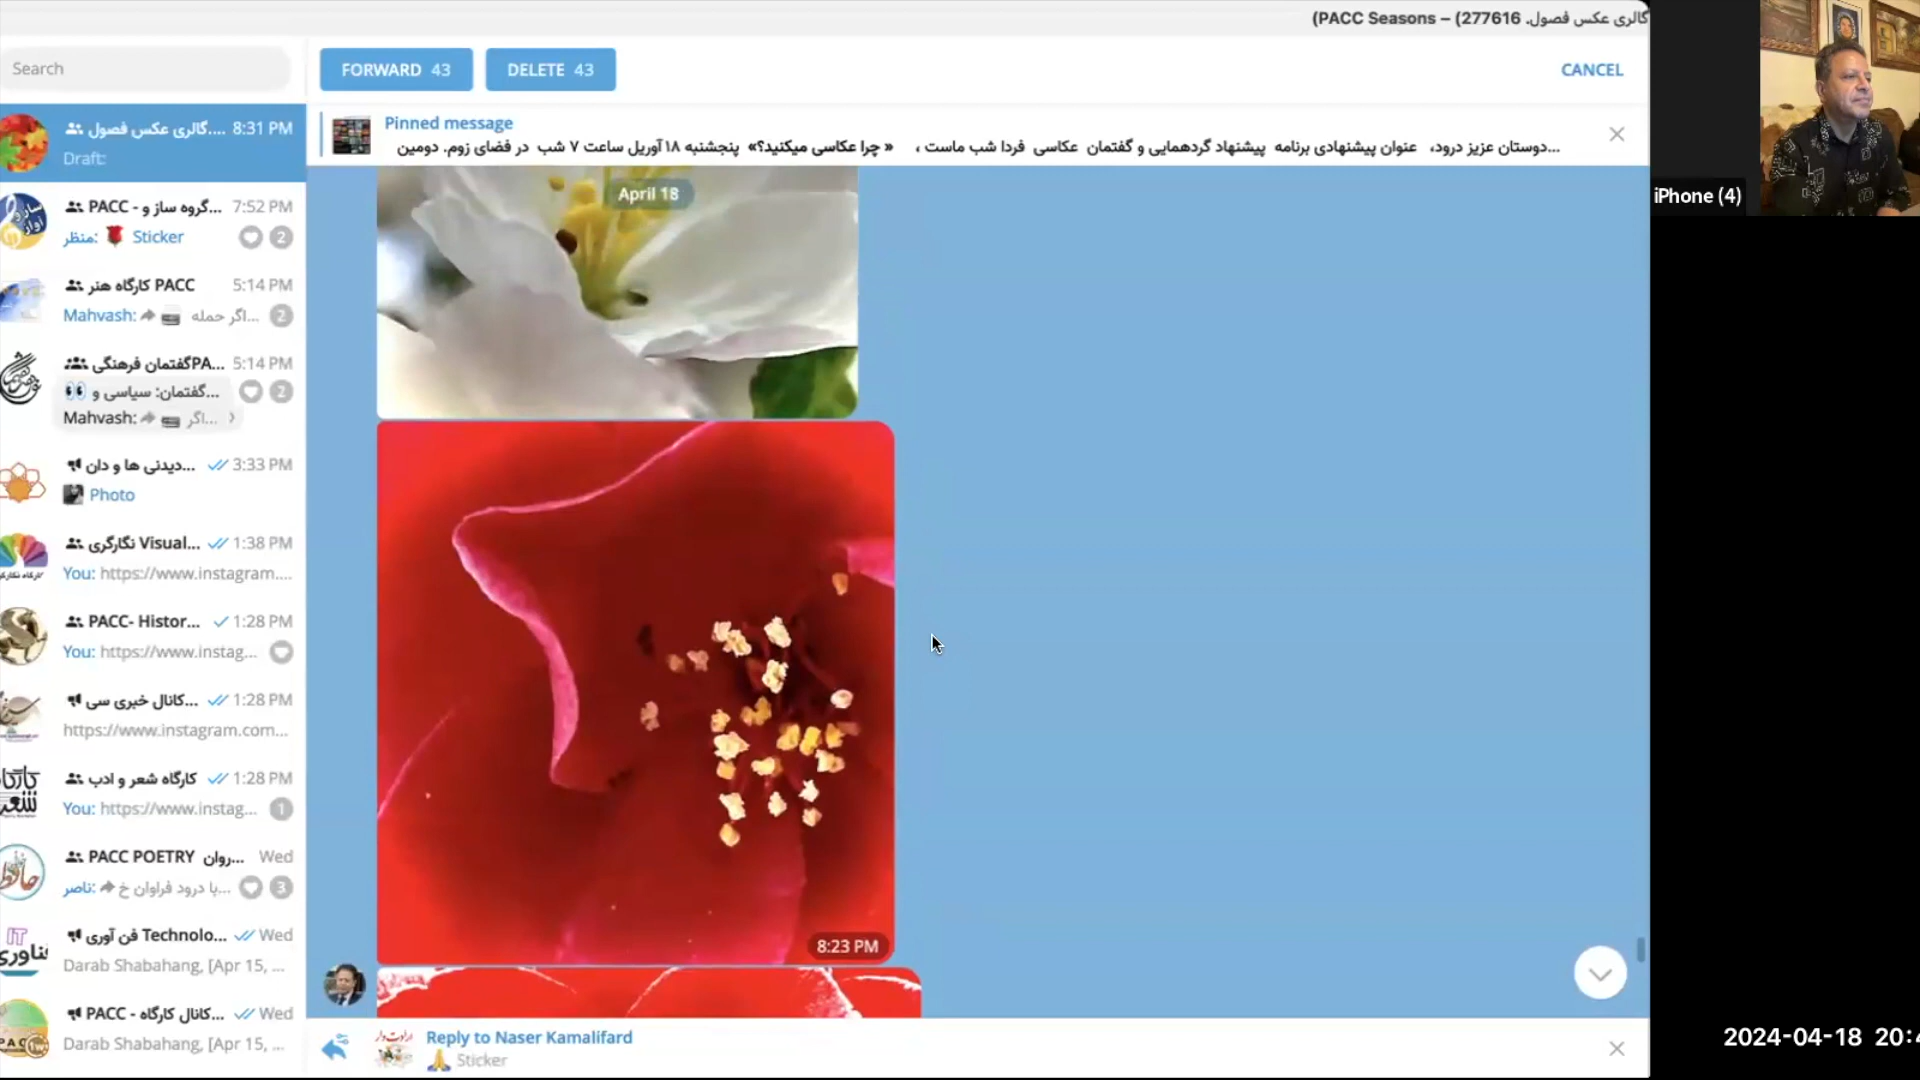 (PACC Seasons – (277616 .گالری عکس فصول
Search
FORWARD 43
DELETE 43
CANCEL
Pinned message
دوستان عزیز درود، عنوان پیشنهادی برنامه پیشنهاد گردهمایی و گفتمان عکاسی فردا شب ماست ، « چرا عکاسی میکنید؟» پنجشنبه ۱۸ آوریل ساعت ۷ شب در فضای زوم. دومین...
گالری عکس فصول.... 8:31 PM
Draft:
PACC - گروه ساز و... 7:52 PM
منظر: Sticker 2
کارگاه هنر PACC 5:14 PM
Mahvash: اگر حمله... 2
گفتمان فرهنگیPA... 5:14 PM
گفتمان: سیاسی و... 2
Mahvash: اگر...
دیدنی ها و دان... 3:33 PM
Photo
نگارگری Visual... 1:38 PM
You: https://www.instagram....
PACC- Histor... 1:28 PM
You: https://www.instag...
کانال خبری سی... 1:28 PM
https://www.instagram.com...
کارگاه شعر و ادب 1:28 PM
You: https://www.instag... 1
PACC POETRY روان... Wed
ناصر: با درود فراوان خ... 3
فن آوری Technolo... Wed
Darab Shabahang, [Apr 15, ...
PACC - کانال کارگاه... Wed
Darab Shabahang, [Apr 15, ...
April 18
8:23 PM
Reply to Naser Kamalifard
🙏 Sticker
iPhone (4)
2024-04-18 20:4